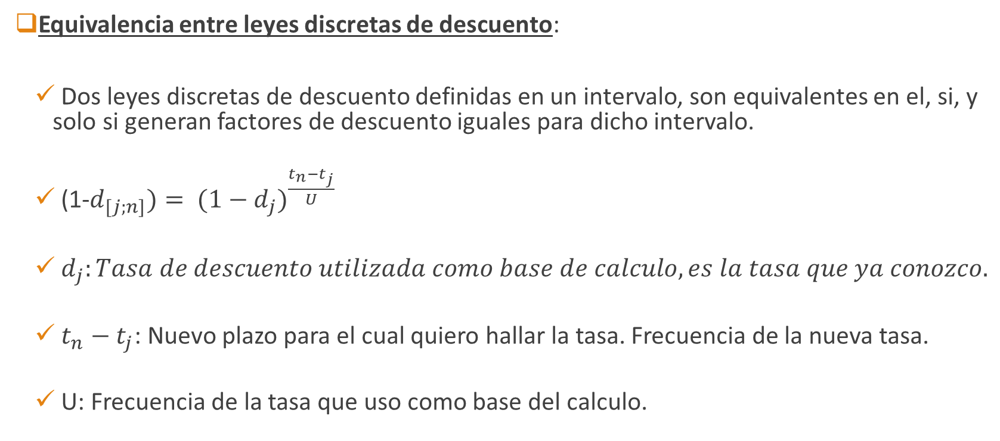 Equivalencia entre leyes discretas de descuento:
Dos leyes discretas de descuento definidas en un intervalo, son equivalentes en el, si, y
solo si generan factores de descuento iguales para dicho intervalo.
(1-d_{[j;n]}) = (1 − d_j)^{\frac{t_n−t_j}{U}}
d_j: Tasa de descuento utilizada como base de calculo, es la tasa que ya conozco.
t_n − t_j: Nuevo plazo para el cual quiero hallar la tasa. Frecuencia de la nueva tasa.
U: Frecuencia de la tasa que uso como base del calculo.